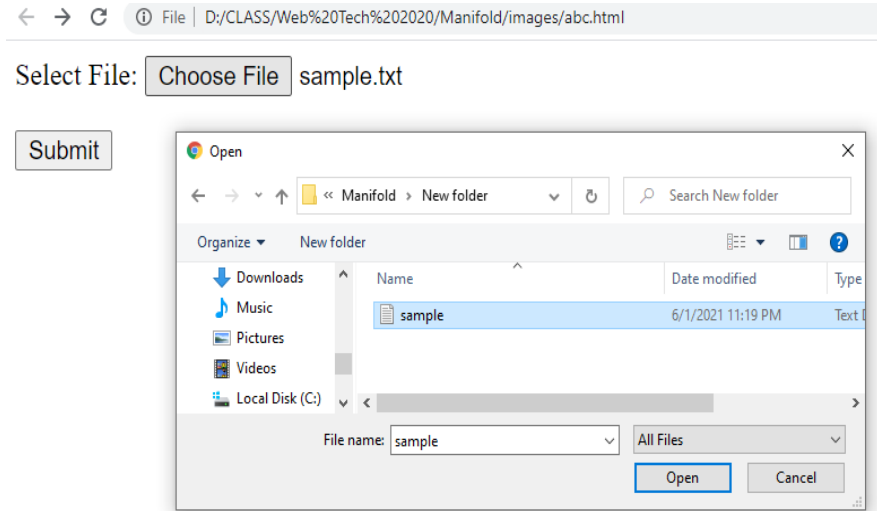 File | D:/CLASS/Web%20Tech%202020/Manifold/images/abc.html
Select File: Choose File sample.txt
Submit
Open
« Manifold › New folder
Search New folder
Organize
New folder
?
Downloads
Music
Pictures
Videos
Local Disk (C:)
Name
Date modified
Type
sample
6/1/2021 11:19 PM
Text
File name: sample
All Files
Open
Cancel